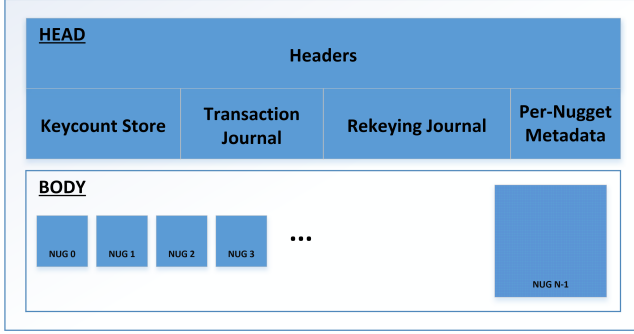 HEAD
Headers
Keycount Store
Transaction
Journal
Rekeying Journal
Per-Nugget
Metadata
BODY
NUG 0
NUG 1
NUG 2
NUG 3
...
NUG N-1